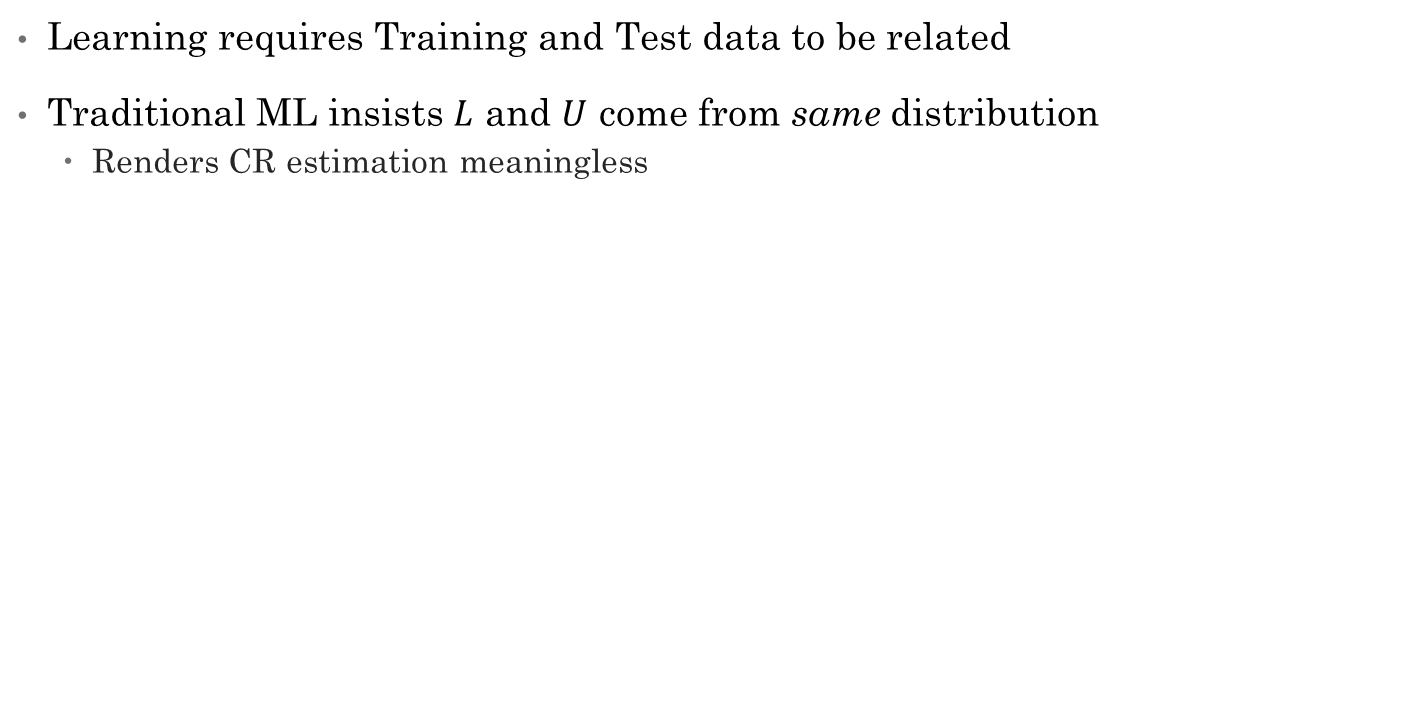 • Learning requires Training and Test data to be related
• Traditional ML insists L and U come from same distribution
• Renders CR estimation meaningless